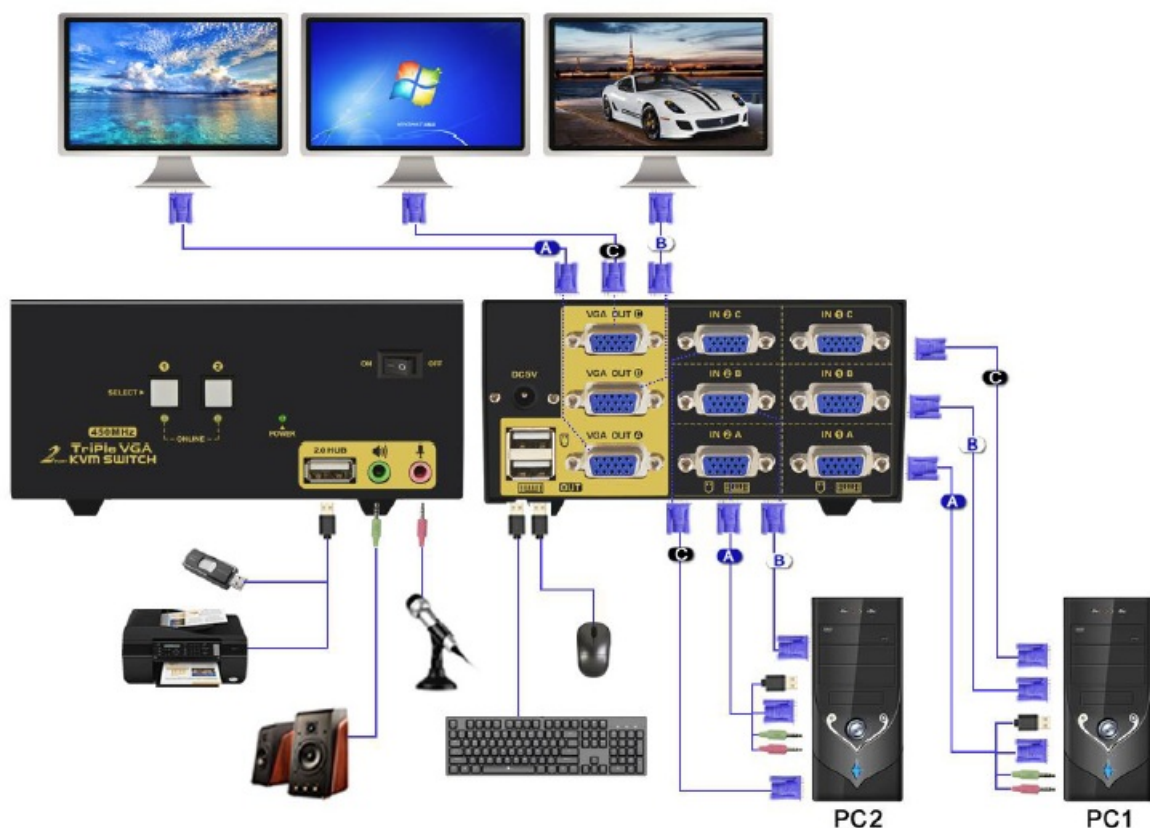 A
C
B
VGA OUT C
IN 2 C
IN 1 C
DC5V
VGA OUT B
IN 2 B
IN 1 B
VGA OUT A
IN 2 A
IN 1 A
OUT
ON
OFF
1
2
SELECT
ONLINE
POWER
450MHz
2
Triple VGA
KVM SWITCH
2.0 HUB
C
B
A
C
A
B
PC2
PC1